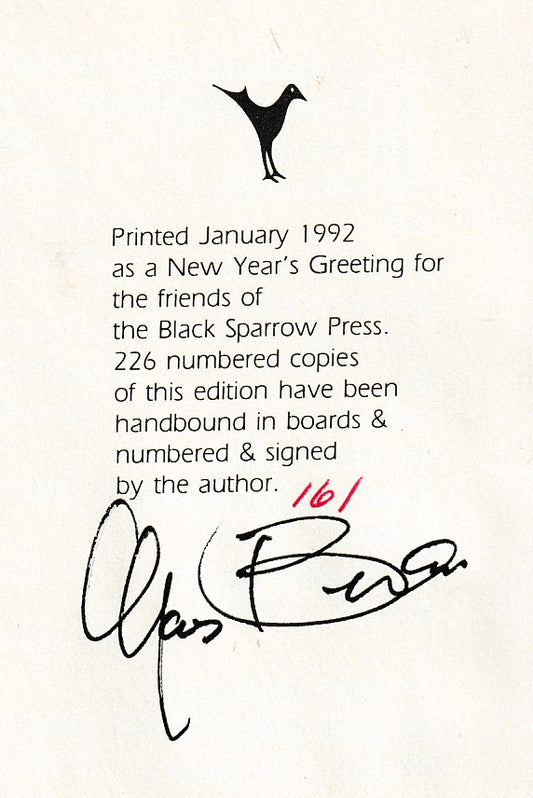 Printed January 1992
as a New Year's Greeting for
the friends of
the Black Sparrow Press.
226 numbered copies
of this edition have been
handbound in boards &
numbered & signed
by the author. 161